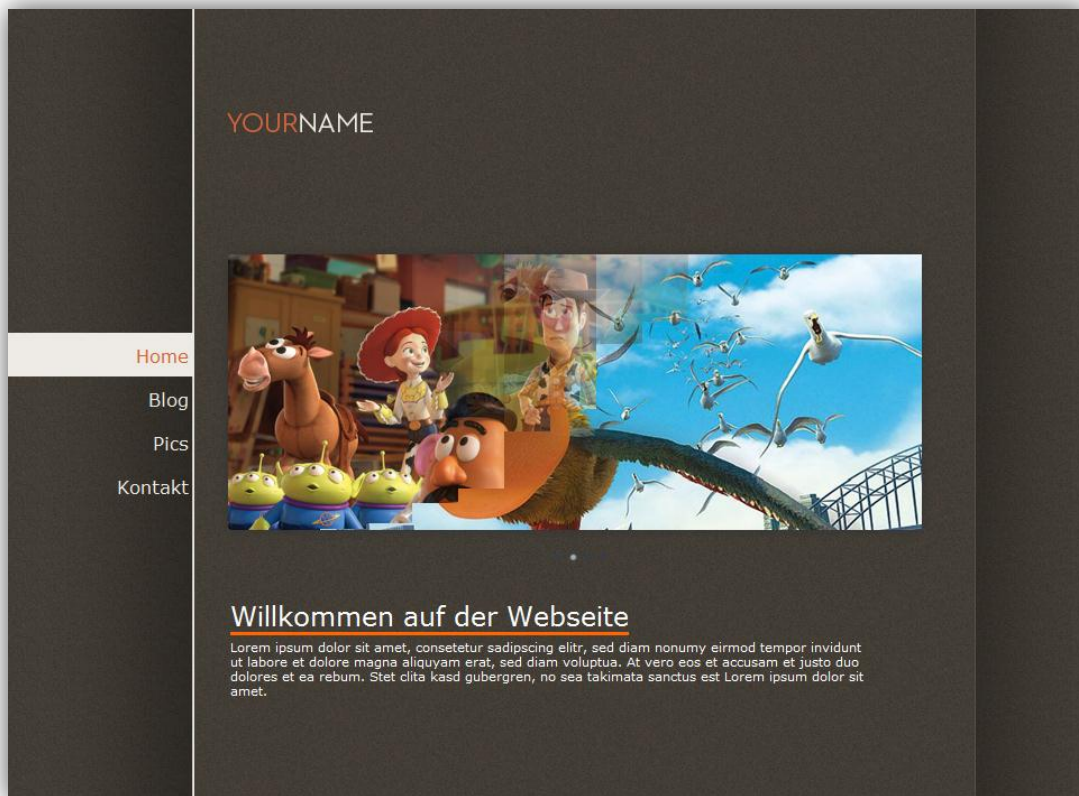 YOURNAME
Home
Blog
Pics
Kontakt
Willkommen auf der Webseite
Lorem ipsum dolor sit amet, consetetur sadipscing elitr, sed diam nonumy eirmod tempor invidunt
ut labore et dolore magna aliquyam erat, sed diam voluptua. At vero eos et accusam et justo duo
dolores et ea rebum. Stet clita kasd gubergren, no sea takimata sanctus est Lorem ipsum dolor sit
amet.